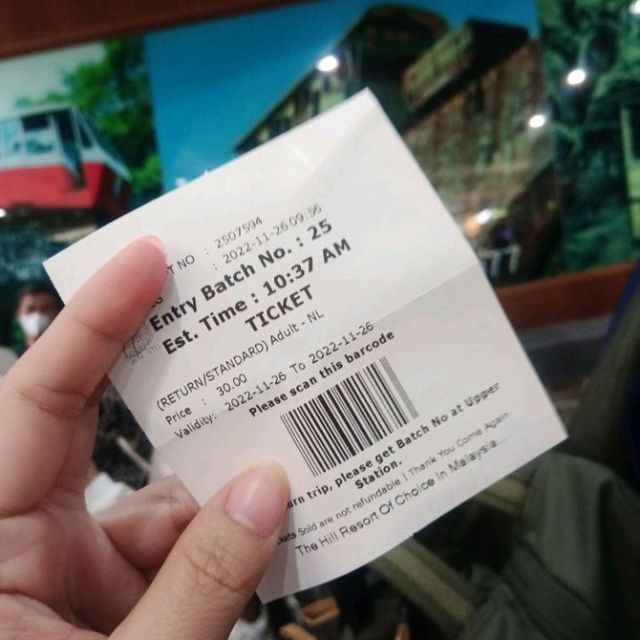 T NO : 2507594
: 2022-11-26 09:56
Entry Batch No. : 25
Est. Time : 10:37 AM
TICKET
(RETURN/STANDARD) Adult - NL
Price : 30.00
Validity: 2022-11-26 To 2022-11-26
Please scan this barcode
urn trip, please get Batch No at Upper
Station.
kets Sold are not refundable | Thank You Come Again
The Hill Resort Of Choice In Malaysia...